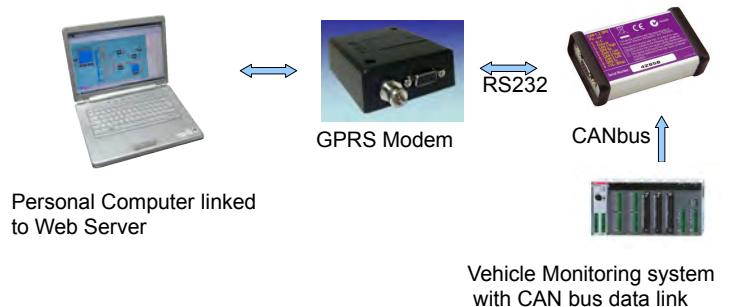 RS232
GPRS Modem
CANbus
Personal Computer linked
to Web Server
Vehicle Monitoring system
with CAN bus data link